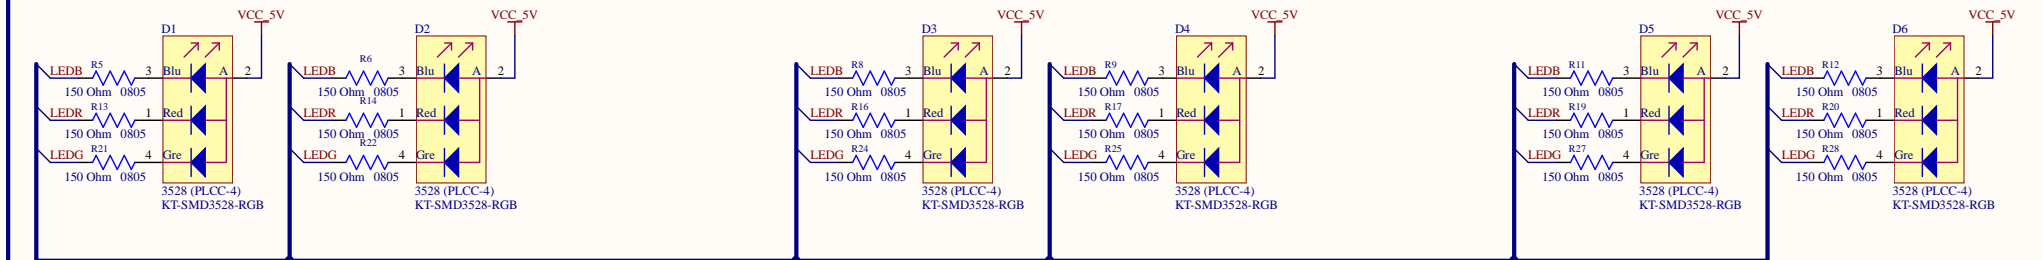 VCC_5V VCC_5V VCC_5V VCC_5V VCC_5V VCC_5V
D1 D2 D3 D4 D5 D6
LEDB R5 3 Blu A 2 LEDB R6 3 Blu A 2 LEDB R8 3 Blu A 2 LEDB R9 3 Blu A 2 LEDB R11 3 Blu A 2 LEDB R12 3 Blu A 2
150 Ohm 0805 150 Ohm 0805 150 Ohm 0805 150 Ohm 0805 150 Ohm 0805 150 Ohm 0805
LEDR R13 1 Red LEDR R14 1 Red LEDR R16 1 Red LEDR R17 1 Red LEDR R19 1 Red LEDR R20 1 Red
150 Ohm 0805 150 Ohm 0805 150 Ohm 0805 150 Ohm 0805 150 Ohm 0805 150 Ohm 0805
LEDG R21 4 Gre LEDG R22 4 Gre LEDG R24 4 Gre LEDG R25 4 Gre LEDG R27 4 Gre LEDG R28 4 Gre
150 Ohm 0805 150 Ohm 0805 150 Ohm 0805 150 Ohm 0805 150 Ohm 0805 150 Ohm 0805
3528 (PLCC-4) 3528 (PLCC-4) 3528 (PLCC-4) 3528 (PLCC-4) 3528 (PLCC-4) 3528 (PLCC-4)
KT-SMD3528-RGB KT-SMD3528-RGB KT-SMD3528-RGB KT-SMD3528-RGB KT-SMD3528-RGB KT-SMD3528-RGB